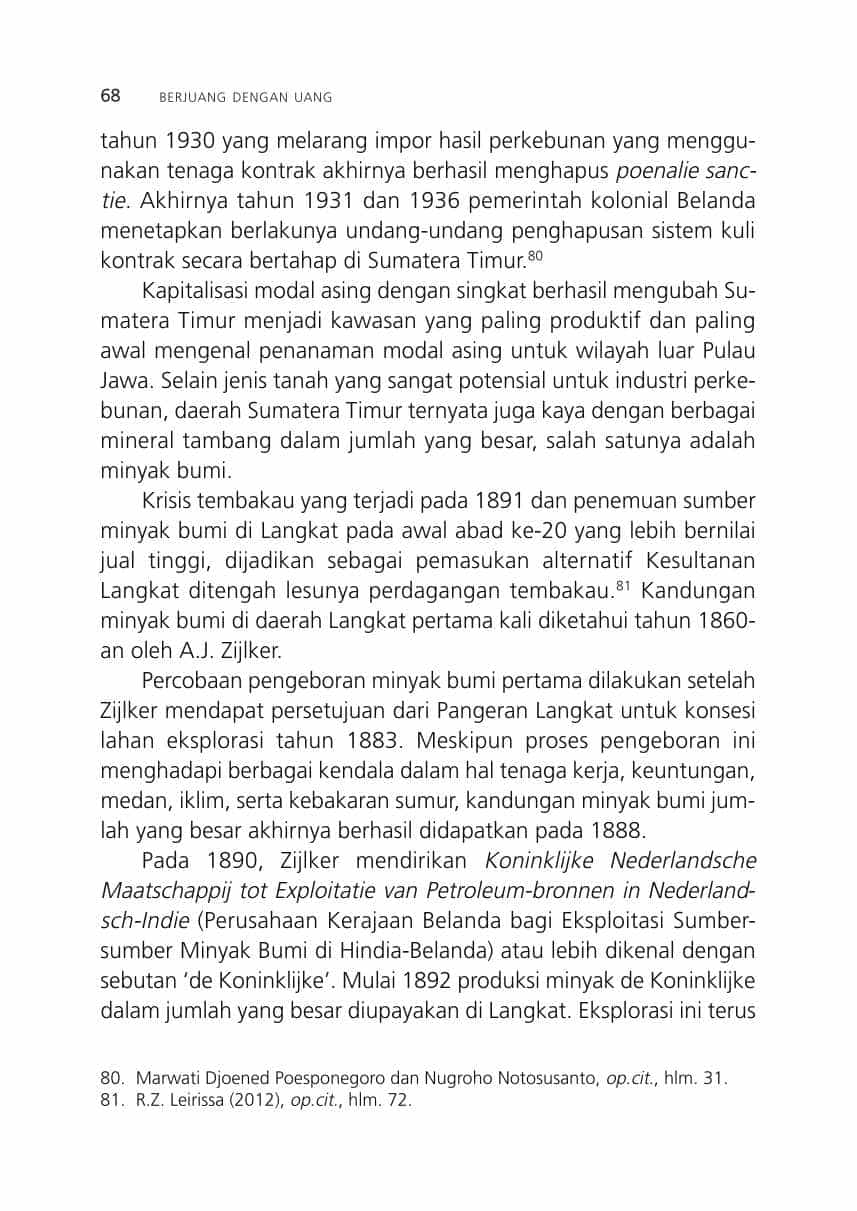 68 BERJUANG DENGAN UANG
tahun 1930 yang melarang impor hasil perkebunan yang menggu-
nakan tenaga kontrak akhirnya berhasil menghapus poenalie sanc-
tie. Akhirnya tahun 1931 dan 1936 pemerintah kolonial Belanda
menetapkan berlakunya undang-undang penghapusan sistem kuli
kontrak secara bertahap di Sumatera Timur.80
Kapitalisasi modal asing dengan singkat berhasil mengubah Su-
matera Timur menjadi kawasan yang paling produktif dan paling
awal mengenal penanaman modal asing untuk wilayah luar Pulau
Jawa. Selain jenis tanah yang sangat potensial untuk industri perke-
bunan, daerah Sumatera Timur ternyata juga kaya dengan berbagai
mineral tambang dalam jumlah yang besar, salah satunya adalah
minyak bumi.
Krisis tembakau yang terjadi pada 1891 dan penemuan sumber
minyak bumi di Langkat pada awal abad ke-20 yang lebih bernilai
jual tinggi, dijadikan sebagai pemasukan alternatif Kesultanan
Langkat ditengah lesunya perdagangan tembakau.81 Kandungan
minyak bumi di daerah Langkat pertama kali diketahui tahun 1860-
an oleh A.J. Zijlker.
Percobaan pengeboran minyak bumi pertama dilakukan setelah
Zijlker mendapat persetujuan dari Pangeran Langkat untuk konsesi
lahan eksplorasi tahun 1883. Meskipun proses pengeboran ini
menghadapi berbagai kendala dalam hal tenaga kerja, keuntungan,
medan, iklim, serta kebakaran sumur, kandungan minyak bumi jum-
lah yang besar akhirnya berhasil didapatkan pada 1888.
Pada 1890, Zijlker mendirikan Koninklijke Nederlandsche
Maatschappij tot Exploitatie van Petroleum-bronnen in Nederland-
sch-Indie (Perusahaan Kerajaan Belanda bagi Eksploitasi Sumber-
sumber Minyak Bumi di Hindia-Belanda) atau lebih dikenal dengan
sebutan ‘de Koninklijke’. Mulai 1892 produksi minyak de Koninklijke
dalam jumlah yang besar diupayakan di Langkat. Eksplorasi ini terus
80. Marwati Djoened Poesponegoro dan Nugroho Notosusanto, op.cit., hlm. 31.
81. R.Z. Leirissa (2012), op.cit., hlm. 72.